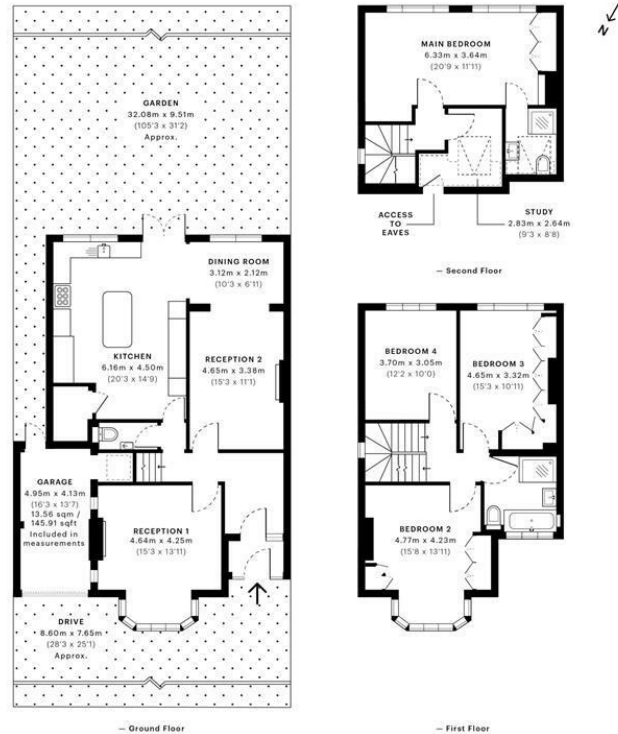 GARDEN
32.08m x 9.51m
(105'3 x 31'2)
Approx.
DINING ROOM
3.12m x 2.12m
(10'3 x 6'11)
KITCHEN
6.16m x 4.50m
(20'3 x 14'9)
RECEPTION 2
4.65m x 3.38m
(15'3 x 11'1)
GARAGE
4.95m x 4.13m
(16'3 x 13'7)
13.56 sqm /
145.91 sqft
Included in
measurements
RECEPTION 1
4.64m x 4.25m
(15'3 x 13'11)
DRIVE
8.60m x 7.65m
(28'3 x 25'1)
Approx.
— Ground Floor
N
MAIN BEDROOM
6.33m x 3.64m
(20'9 x 11'11)
ACCESS
TO
EAVES
STUDY
2.83m x 2.64m
(9'3 x 8'8)
— Second Floor
BEDROOM 4
3.70m x 3.05m
(12'2 x 10'0)
BEDROOM 3
4.65m x 3.32m
(15'3 x 10'11)
BEDROOM 2
4.77m x 4.23m
(15'8 x 13'11)
— First Floor